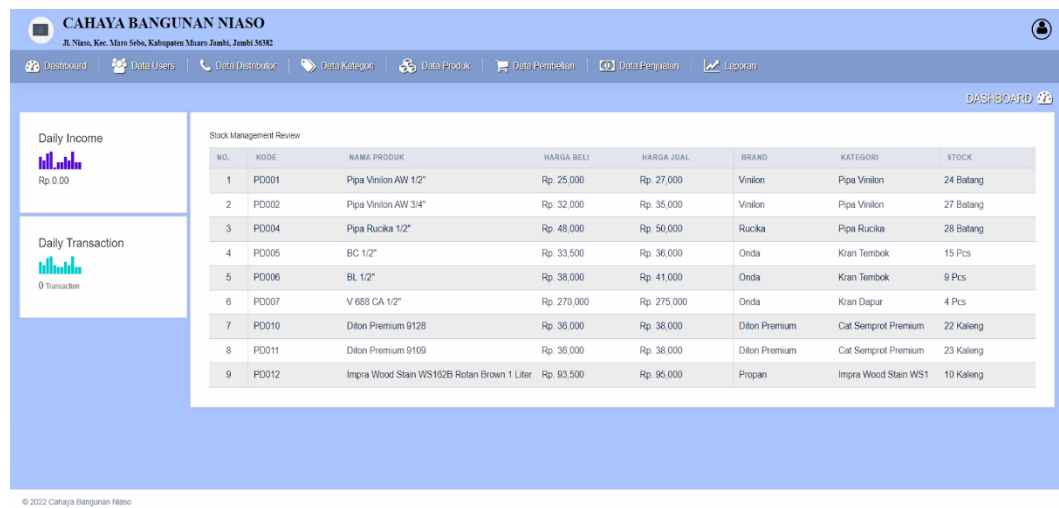 CAHAYA BANGUNAN NIASO
Jl. Niaso, Kec. Maro Sebo, Kabupaten Muaro Jambi, Jambi 36382
Dashboard Data Users Data Distributor Data Kategori Data Produk Data Pembelian Data Penjualan Laporan
DASHBOARD
Daily Income
Rp.0.00
Daily Transaction
0 Transaction
Stock Management Review
NO. KODE NAMA PRODUK HARGA BELI HARGA JUAL BRAND KATEGORI STOCK
1 PD001 Pipa Vinilon AW 1/2" Rp. 25,000 Rp. 27,000 Vinilon Pipa Vinilon 24 Batang
2 PD002 Pipa Vinilon AW 3/4" Rp. 32,000 Rp. 35,000 Vinilon Pipa Vinilon 27 Batang
3 PD004 Pipa Rucika 1/2" Rp. 48,000 Rp. 50,000 Rucika Pipa Rucika 28 Batang
4 PD005 BC 1/2" Rp. 33,500 Rp. 36,000 Onda Kran Tembok 15 Pcs
5 PD006 BL 1/2" Rp. 38,000 Rp. 41,000 Onda Kran Tembok 9 Pcs
6 PD007 V 688 CA 1/2" Rp. 270,000 Rp. 275,000 Onda Kran Dapur 4 Pcs
7 PD010 Diton Premium 9128 Rp. 36,000 Rp. 38,000 Diton Premium Cat Semprot Premium 22 Kaleng
8 PD011 Diton Premium 9109 Rp. 36,000 Rp. 38,000 Diton Premium Cat Semprot Premium 23 Kaleng
9 PD012 Impra Wood Stain WS162B Rotan Brown 1 Liter Rp. 93,500 Rp. 95,000 Propan Impra Wood Stain WS1 10 Kaleng
© 2022 Cahaya Bangunan Niaso